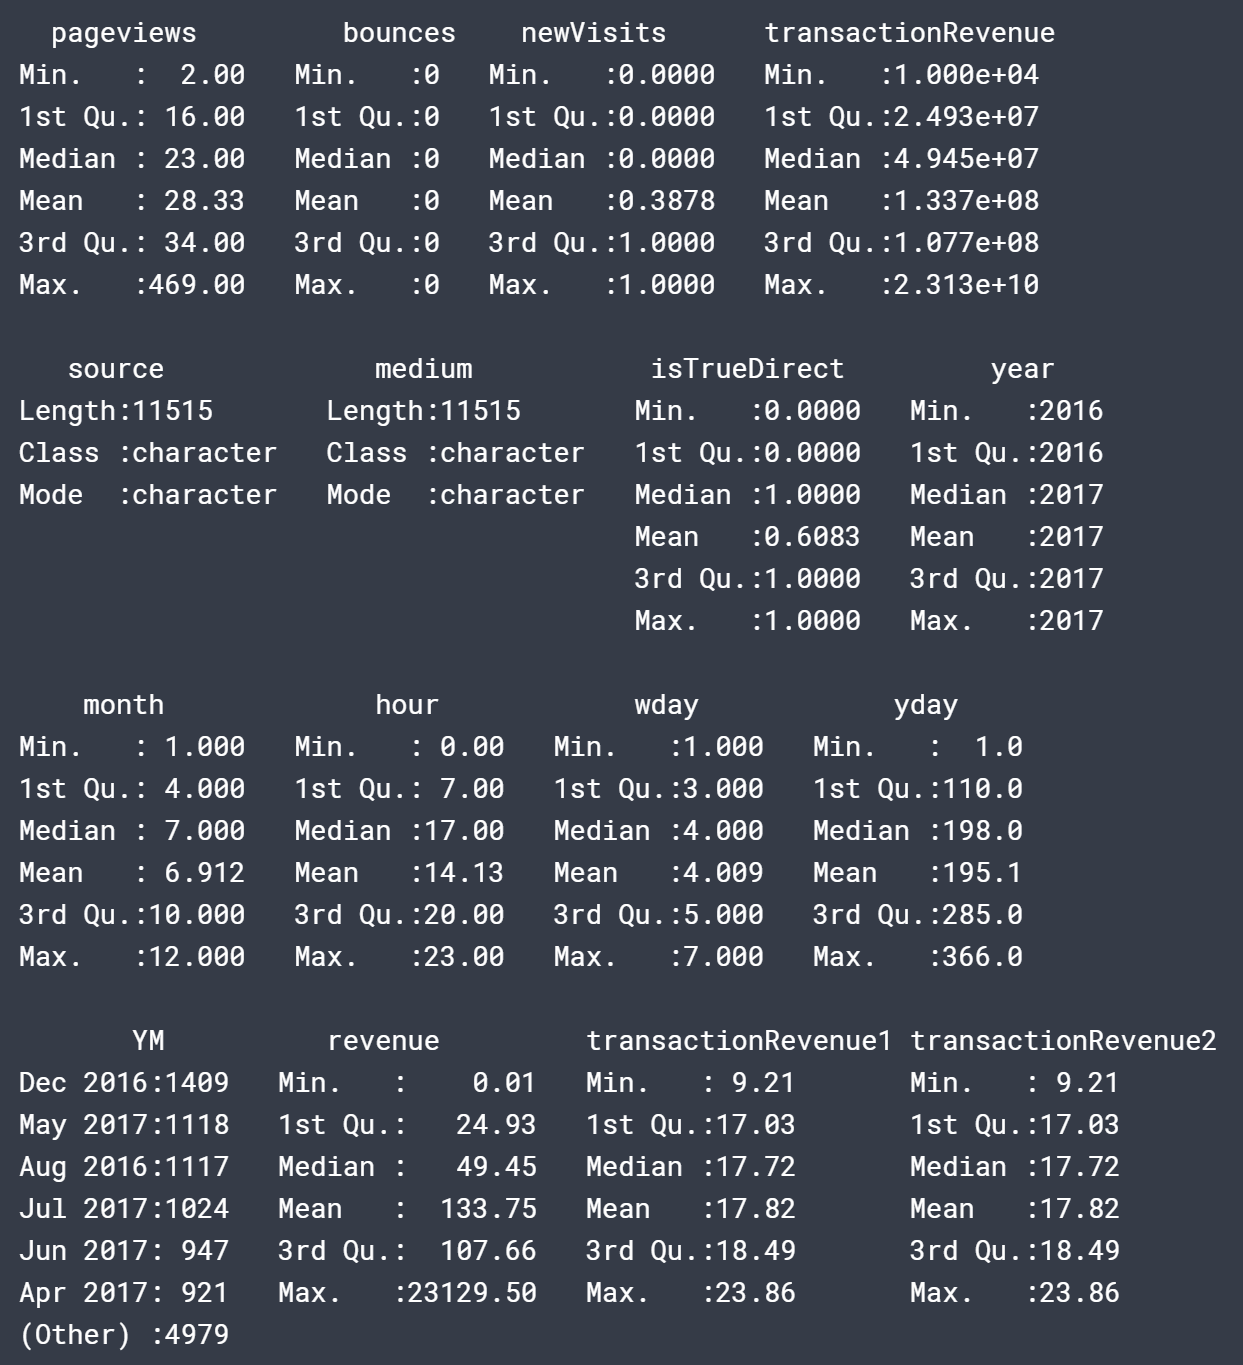 pageviews bounces newVisits transactionRevenue
Min.   :  2.00   Min.   :0   Min.   :0.0000   Min.   :1.000e+04
1st Qu.: 16.00   1st Qu.:0   1st Qu.:0.0000   1st Qu.:2.493e+07
Median : 23.00   Median :0   Median :0.0000   Median :4.945e+07
Mean   : 28.33   Mean   :0   Mean   :0.3878   Mean   :1.337e+08
3rd Qu.: 34.00   3rd Qu.:0   3rd Qu.:1.0000   3rd Qu.:1.077e+08
Max.   :469.00   Max.   :0   Max.   :1.0000   Max.   :2.313e+10
source medium isTrueDirect year
Length:11515   Length:11515   Min.   :0.0000   Min.   :2016
Class :character   Class :character   1st Qu.:0.0000   1st Qu.:2016
Mode  :character   Mode  :character   Median :1.0000   Median :2017
Mean   :0.6083   Mean   :2017
3rd Qu.:1.0000   3rd Qu.:2017
Max.   :1.0000   Max.   :2017
month hour wday yday
Min.   : 1.000   Min.   : 0.00   Min.   :1.000   Min.   :  1.0
1st Qu.: 4.000   1st Qu.: 7.00   1st Qu.:3.000   1st Qu.:110.0
Median : 7.000   Median :17.00   Median :4.000   Median :198.0
Mean   : 6.912   Mean   :14.13   Mean   :4.009   Mean   :195.1
3rd Qu.:10.000   3rd Qu.:20.00   3rd Qu.:5.000   3rd Qu.:285.0
Max.   :12.000   Max.   :23.00   Max.   :7.000   Max.   :366.0
YM revenue transactionRevenue1 transactionRevenue2
Dec 2016:1409   Min.   :    0.01   Min.   : 9.21   Min.   : 9.21
May 2017:1118   1st Qu.:   24.93   1st Qu.:17.03   1st Qu.:17.03
Aug 2016:1117   Median :   49.45   Median :17.72   Median :17.72
Jul 2017:1024   Mean   :  133.75   Mean   :17.82   Mean   :17.82
Jun 2017: 947   3rd Qu.:  107.66   3rd Qu.:18.49   3rd Qu.:18.49
Apr 2017: 921   Max.   :23129.50   Max.   :23.86   Max.   :23.86
(Other) :4979